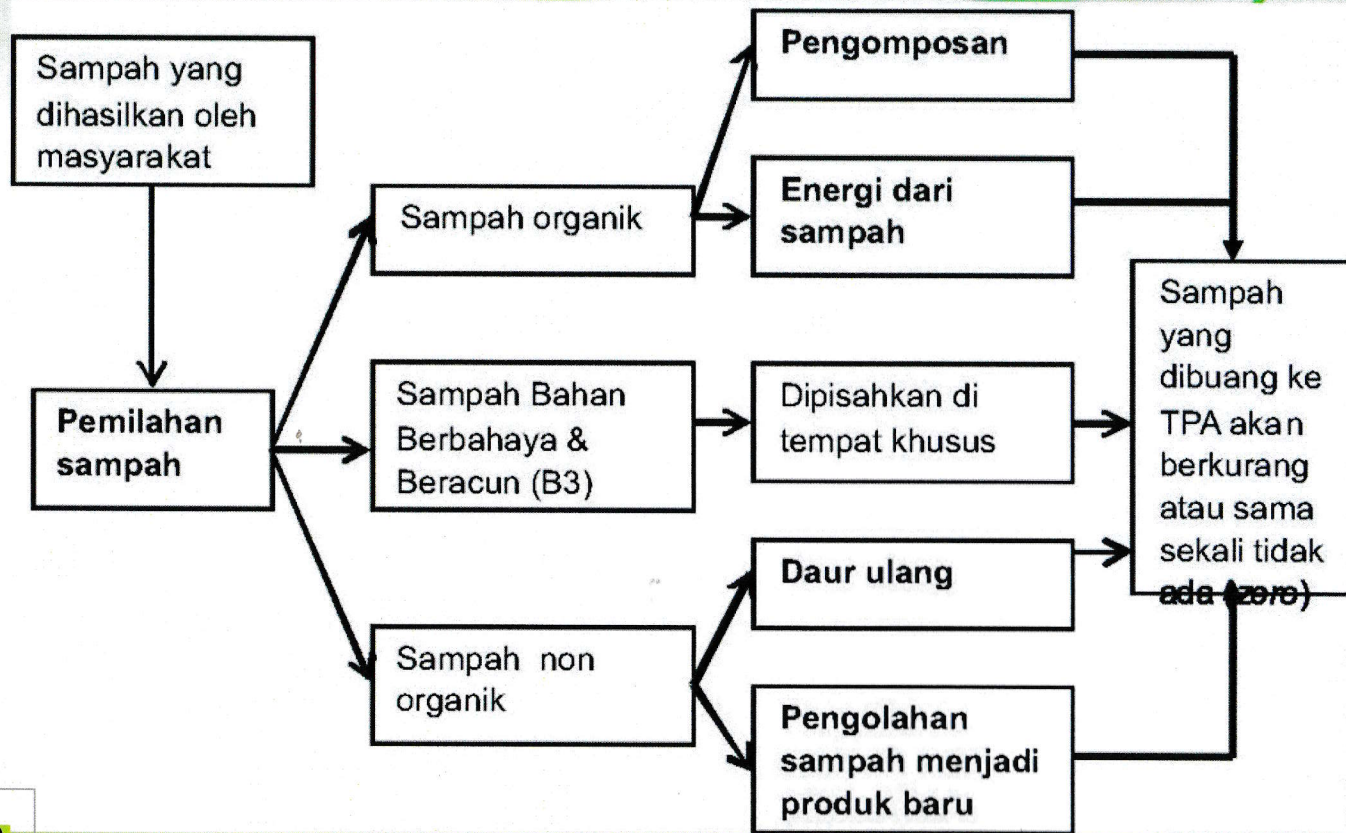 Sampah yang
dihasilkan oleh
masyarakat
Pemilahan
sampah
Sampah organik
Sampah Bahan
Berbahaya &
Beracun (B3)
Sampah non
organik
Pengomposan
Energi dari
sampah
Dipisahkan di
tempat khusus
Daur ulang
Pengolahan
sampah menjadi
produk baru
Sampah
yang
dibuang ke
TPA akan
berkurang
atau sama
sekali tidak
ada (zero)